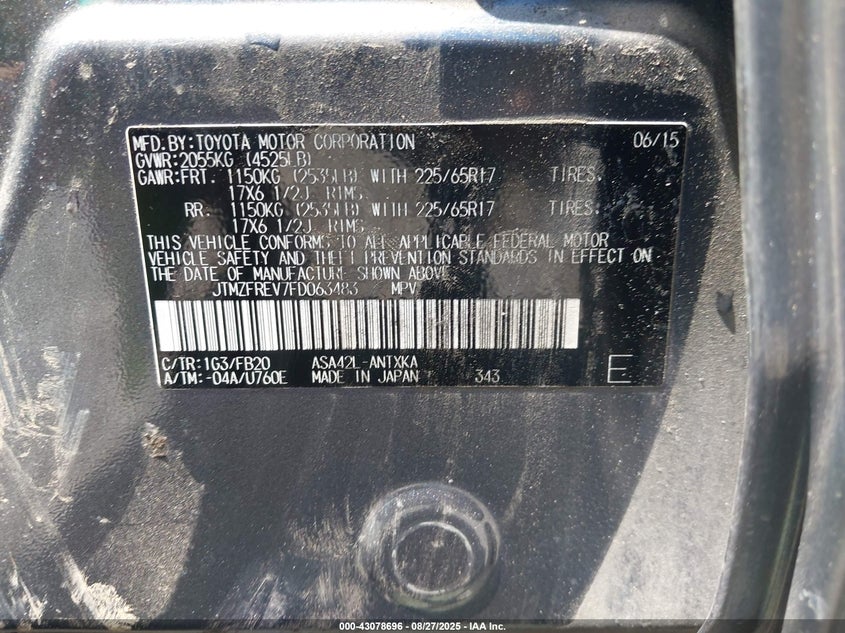 MFD.BY:TOYOTA MOTOR CORPORATION 06/15
GVWR:2055KG (4525LB)
GAWR:FRT. 1150KG (2535LB) WITH 225/65R17 TIRES.
17X6 1/2J RIMS
RR. 1150KG (2535LB) WITH 225/65R17 TIRES.
17X6 1/2J RIMS
THIS VEHICLE CONFORMS TO ALL APPLICABLE FEDERAL MOTOR
VEHICLE SAFETY AND THEFT PREVENTION STANDARDS IN EFFECT ON
THE DATE OF MANUFACTURE SHOWN ABOVE.
JTMZFREV7FD063483 MPV
C/TR:1G3/FB20 ASA42L-ANTXKA
A/TM:-04A/U760E MADE IN JAPAN 343 E
000-43078696 - 08/27/2025 - IAA Inc.